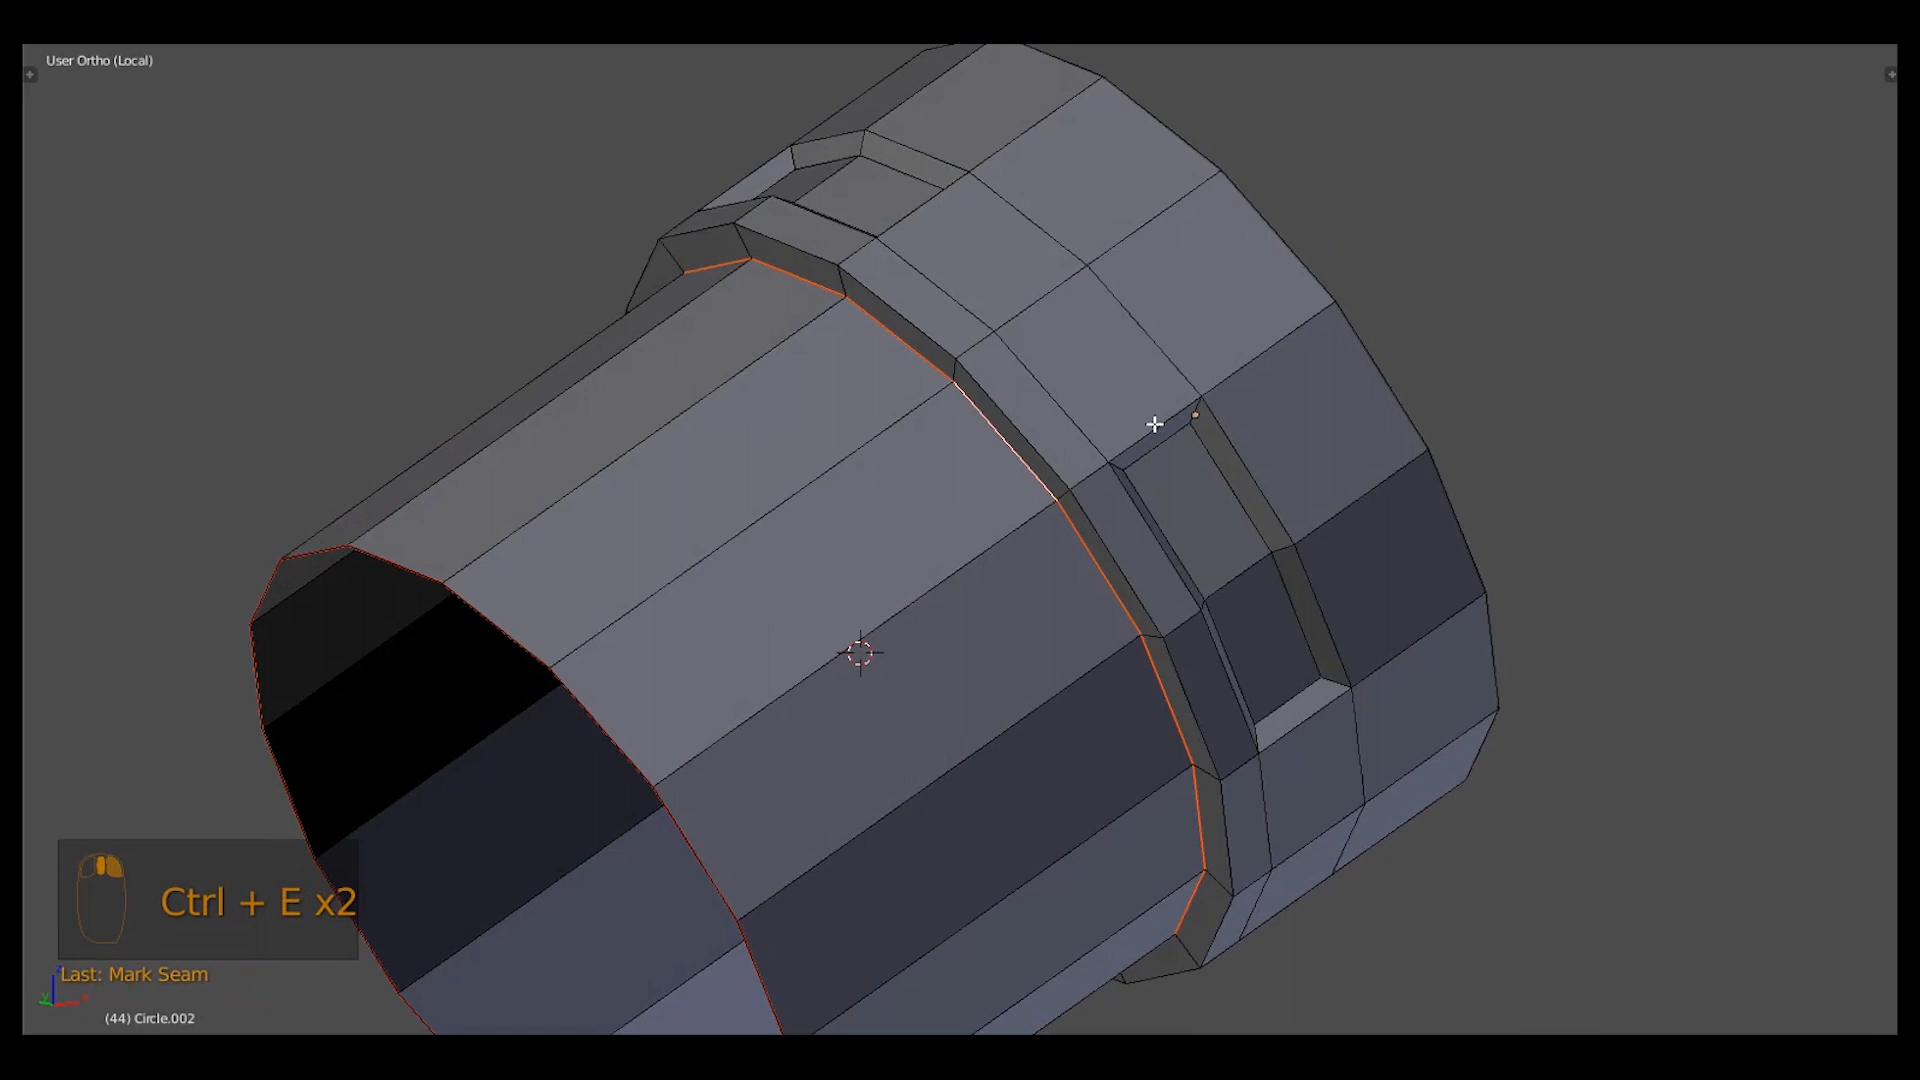 User Ortho (Local)
Ctrl + E x2
Last: Mark Seam
(44) Circle.002